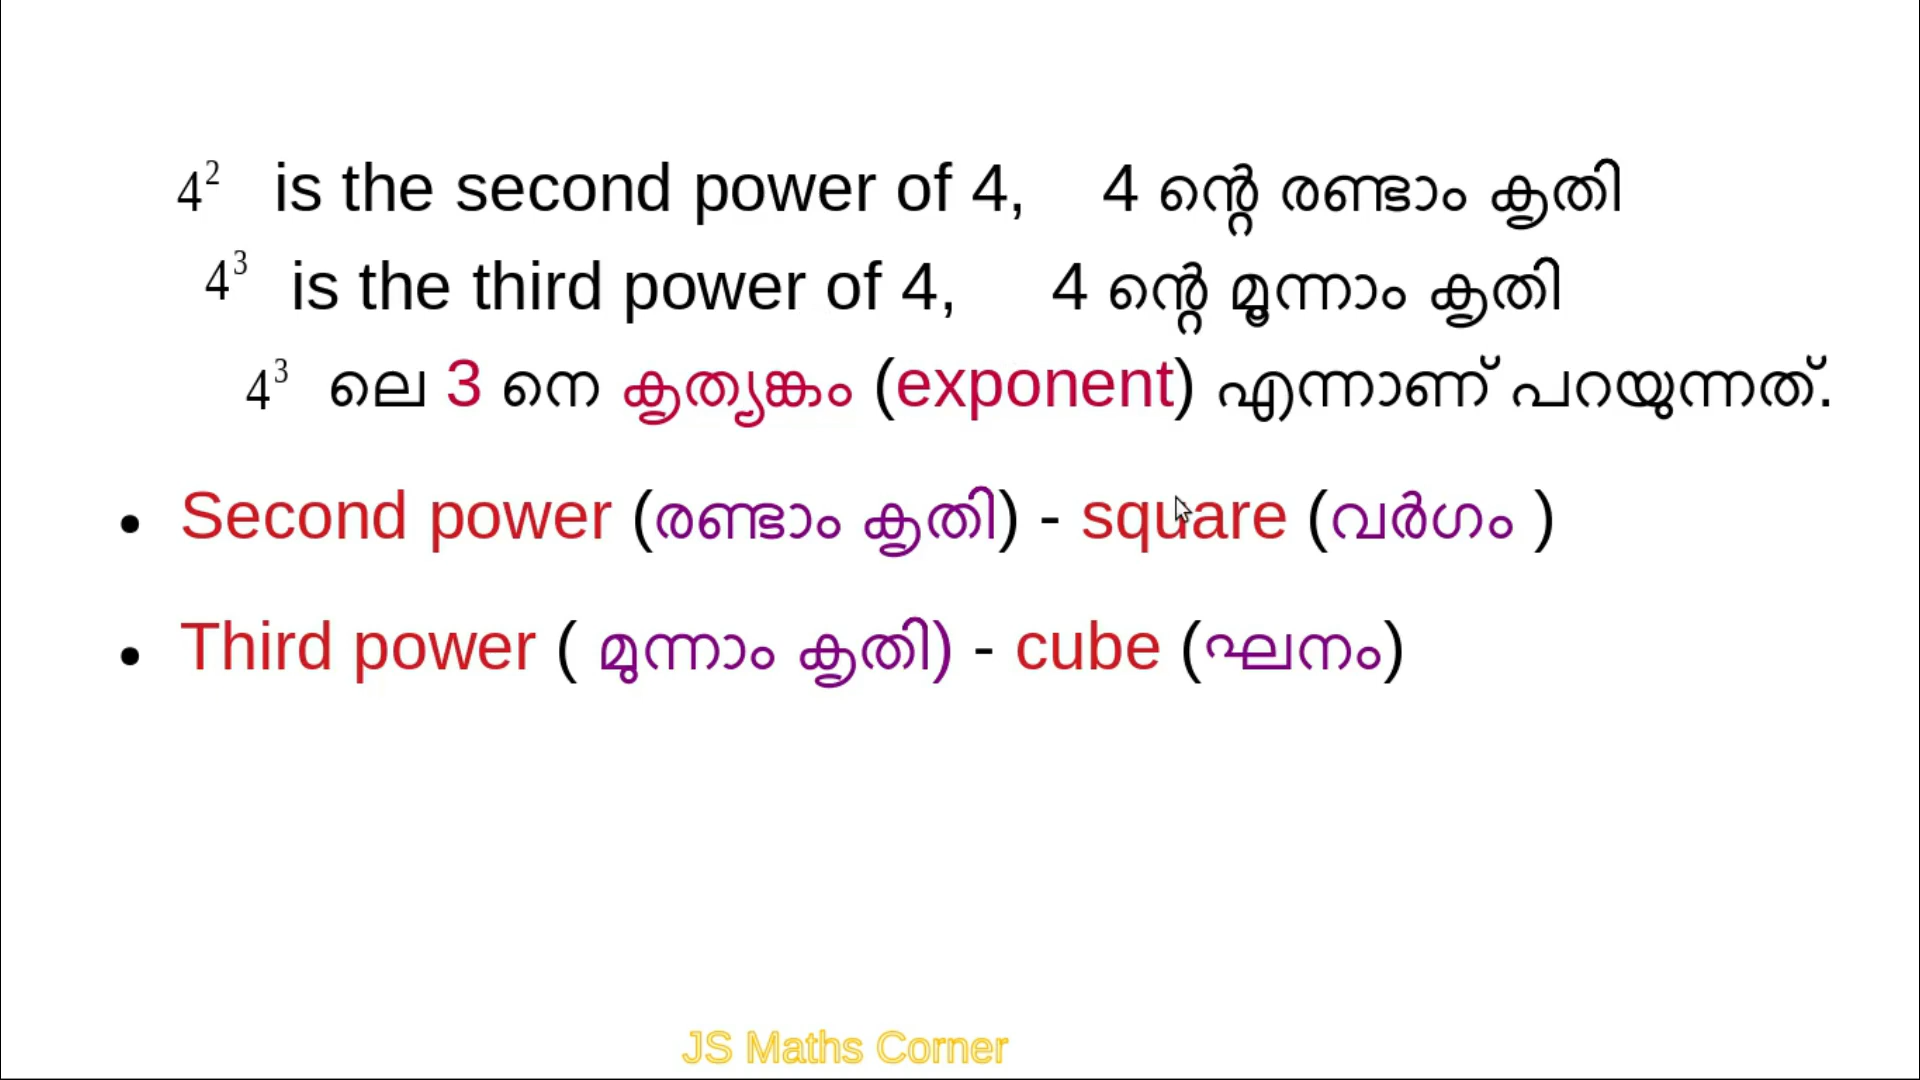 4² is the second power of 4, 4 ന്റെ രണ്ടാം കൃതി
4³ is the third power of 4, 4 ന്റെ മൂന്നാം കൃതി
4³ ലെ 3 നെ കൃത്യങ്കം (exponent) എന്നാണ് പറയുന്നത്.
• Second power (രണ്ടാം കൃതി) - square (വർഗം )
• Third power ( മുന്നാം കൃതി) - cube (ഘനം)
JS Maths Corner